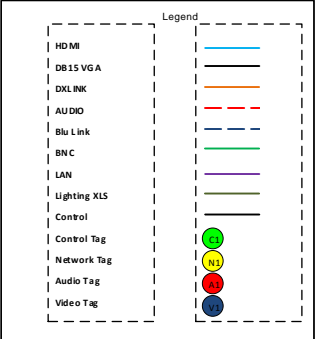 Legend
HDMI
DB15 VGA
DXLINK
AUDIO
Blu Link
BNC
LAN
Lighting XLS
Control
Control Tag C1
Network Tag N1
Audio Tag A1
Video Tag V1